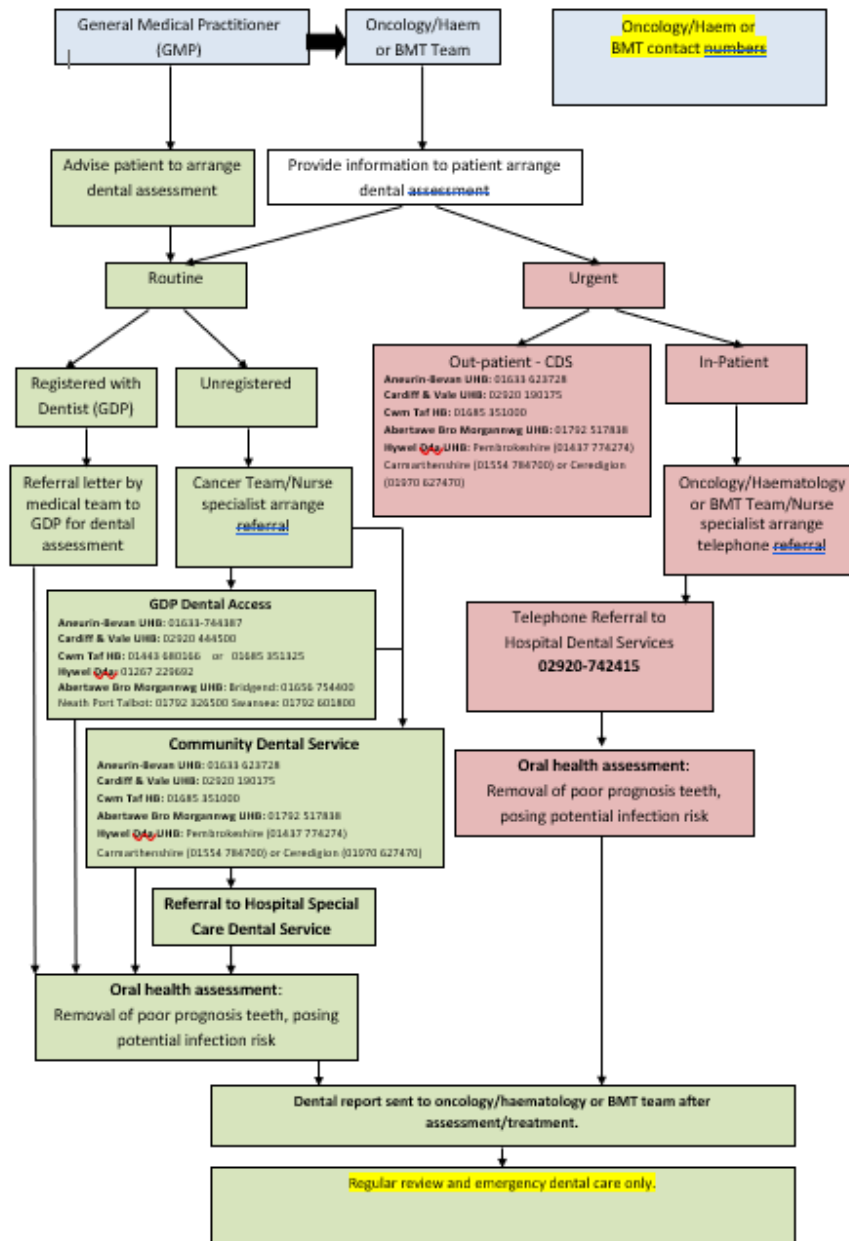 General Medical Practitioner
(GMP)
Oncology/Haem
or BMT Team
Oncology/Haem or
BMT contact numbers
Advise patient to arrange
dental assessment
Provide information to patient arrange
dental assessment
Routine
Urgent
Registered with
Dentist (GDP)
Unregistered
Out-patient - CDS
Aneurin-Bevan UHB: 01633 623728
Cardiff & Vale UHB: 02920 190175
Cwm Taf HB: 01685 351000
Abertawe Bro Morgannwg UHB: 01792 517838
Hywel Dda UHB: Pembrokeshire (01437 774274)
Carmarthenshire (01554 784700) or Ceredigion
(01970 627470)
In-Patient
Referral letter by
medical team to
GDP for dental
assessment
Cancer Team/Nurse
specialist arrange
referral
Oncology/Haematology
or BMT Team/Nurse
specialist arrange
telephone referral
GDP Dental Access
Aneurin-Bevan UHB: 01633-744387
Cardiff & Vale UHB: 02920 444500
Cwm Taf HB: 01443 680166 or 01685 351325
Hywel Dda: 01267 229692
Abertawe Bro Morgannwg UHB: Bridgend: 01656 754400
Neath Port Talbot: 01792 326500 Swansea: 01792 601800
Telephone Referral to
Hospital Dental Services
02920-742415
Community Dental Service
Aneurin-Bevan UHB: 01633 623728
Cardiff & Vale UHB: 02920 190175
Cwm Taf HB: 01685 351000
Abertawe Bro Morgannwg UHB: 01792 517838
Hywel Dda UHB: Pembrokeshire (01437 774274)
Carmarthenshire (01554 784700) or Ceredigion (01970 627470)
Oral health assessment:
Removal of poor prognosis teeth,
posing potential infection risk
Referral to Hospital Special
Care Dental Service
Oral health assessment:
Removal of poor prognosis teeth, posing
potential infection risk
Dental report sent to oncology/haematology or BMT team after
assessment/treatment.
Regular review and emergency dental care only.